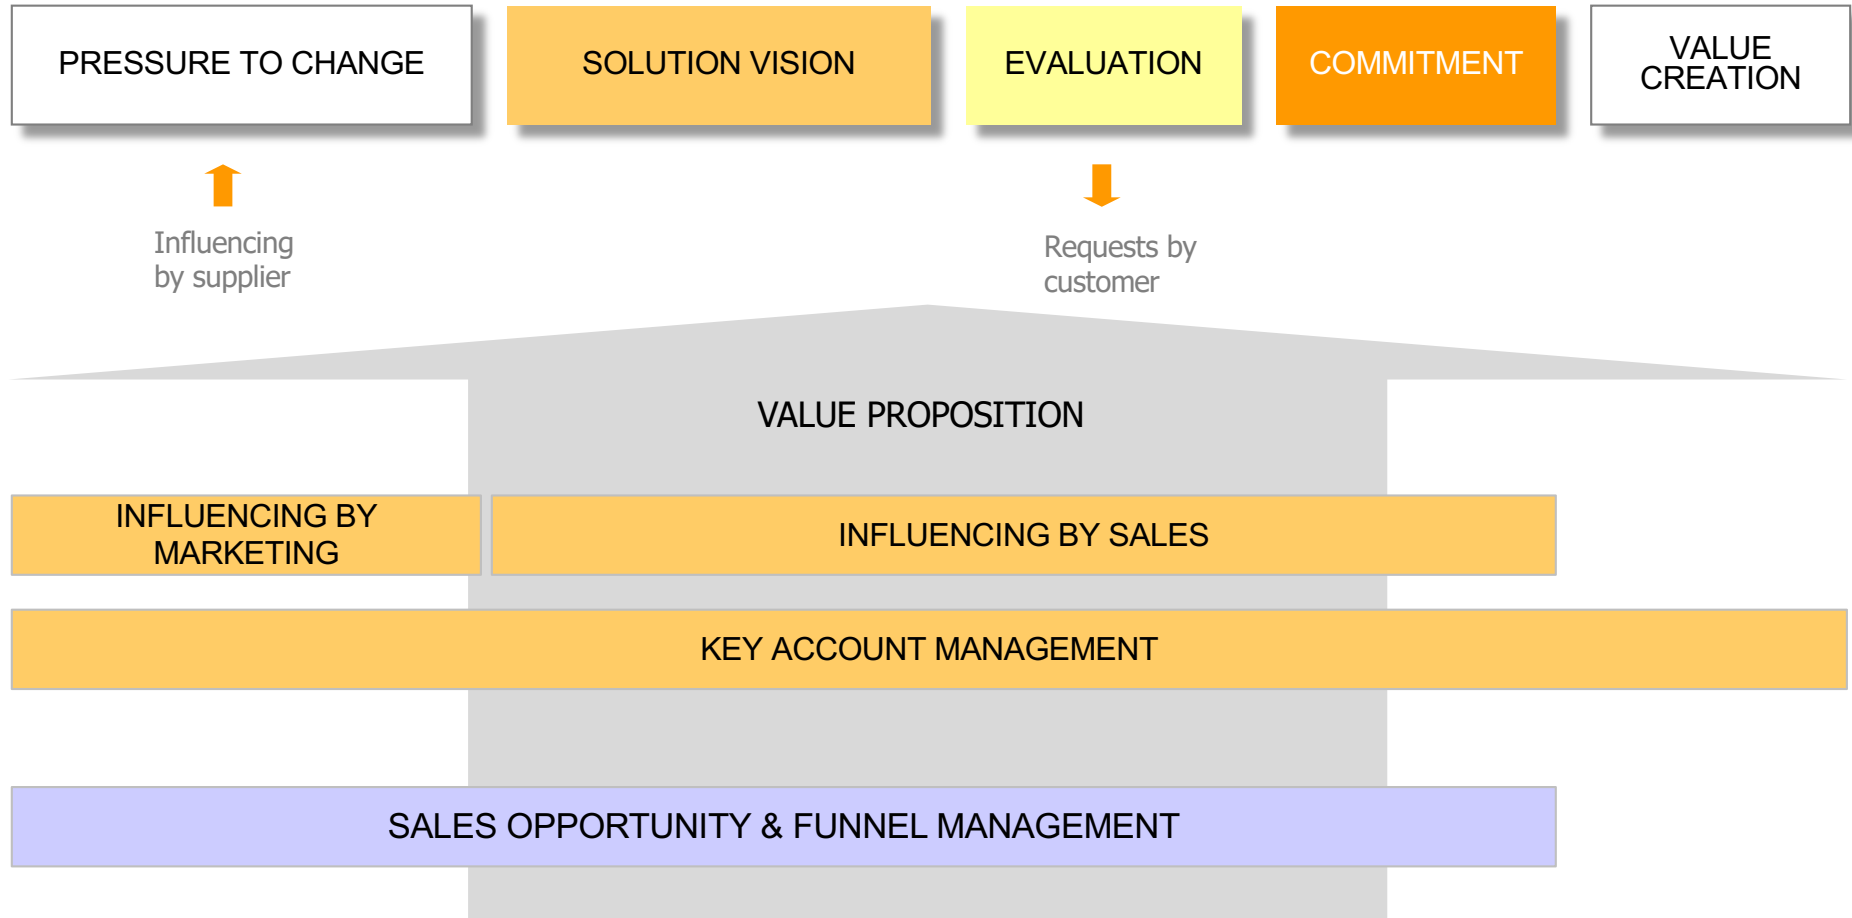 PRESSURE TO CHANGE
SOLUTION VISION
EVALUATION
COMMITMENT
VALUE
CREATION
Influencing
by supplier
Requests by
customer
VALUE PROPOSITION
INFLUENCING BY
MARKETING
INFLUENCING BY SALES
KEY ACCOUNT MANAGEMENT
SALES OPPORTUNITY & FUNNEL MANAGEMENT